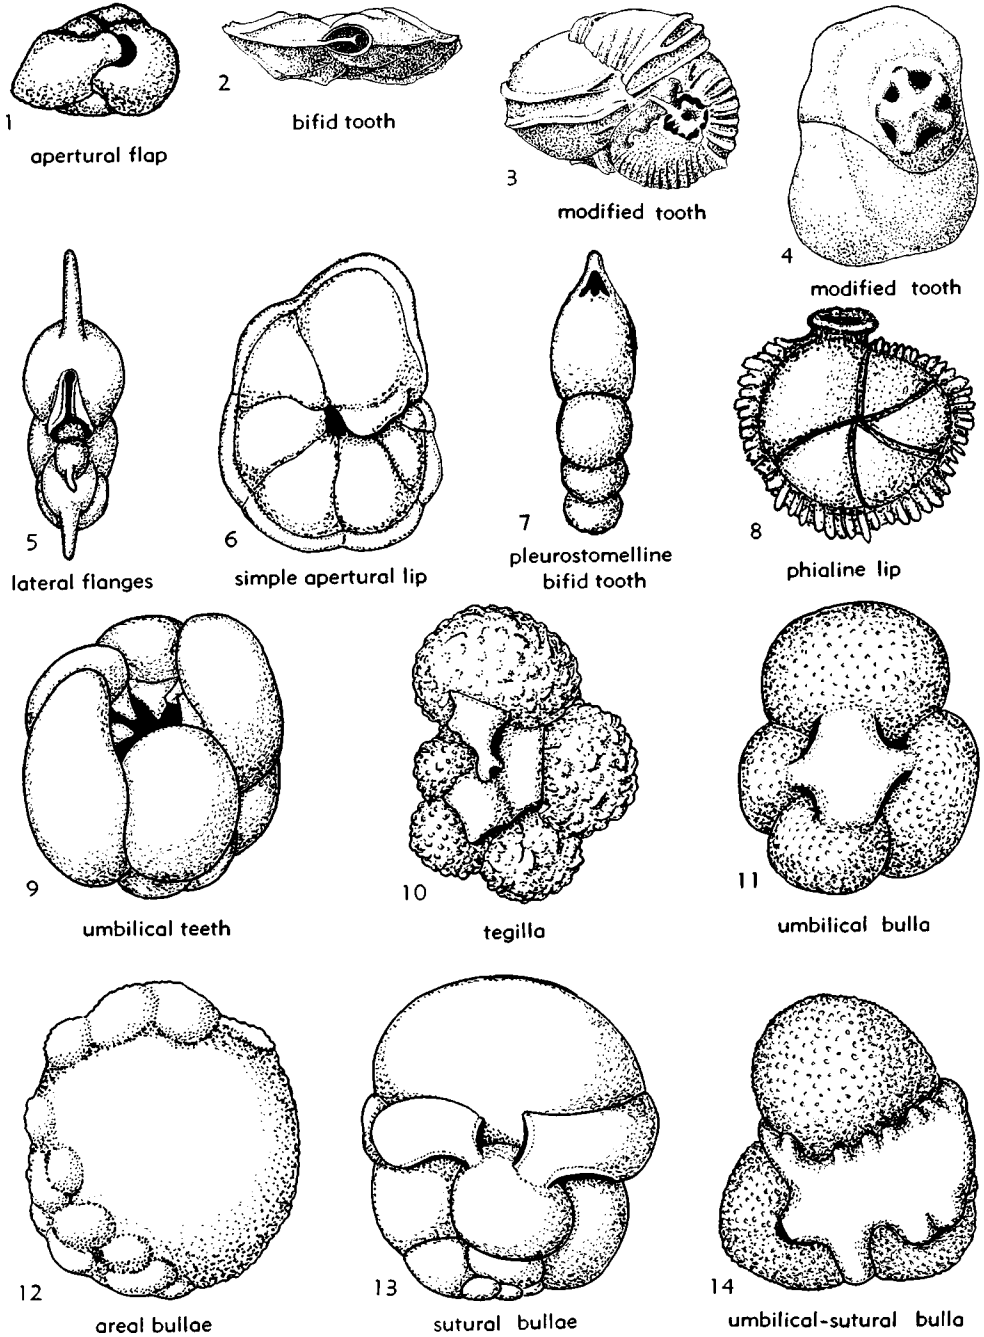 1
apertural flap
2
bifid tooth
3
modified tooth
4
modified tooth
5
lateral flanges
6
simple apertural lip
7
pleurostomelline
bifid tooth
8
phialine lip
9
umbilical teeth
10
tegilla
11
umbilical bulla
12
areal bullae
13
sutural bullae
14
umbilical-sutural bulla